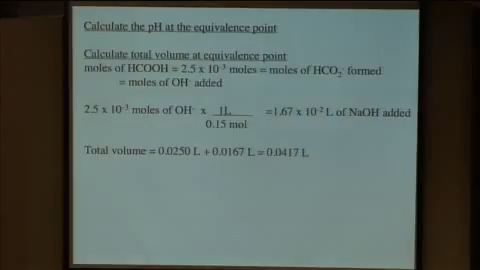 Calculate the pH at the equivalence point
Calculate total volume at equivalence point
moles of HCOOH = 2.5 x 10⁻³ moles = moles of HCO₂⁻ formed
= moles of OH⁻ added
2.5 x 10⁻³ moles of OH⁻ x 1L =1.67 x 10⁻² L of NaOH added
0.15 mol
Total volume = 0.0250 L + 0.0167 L = 0.0417 L